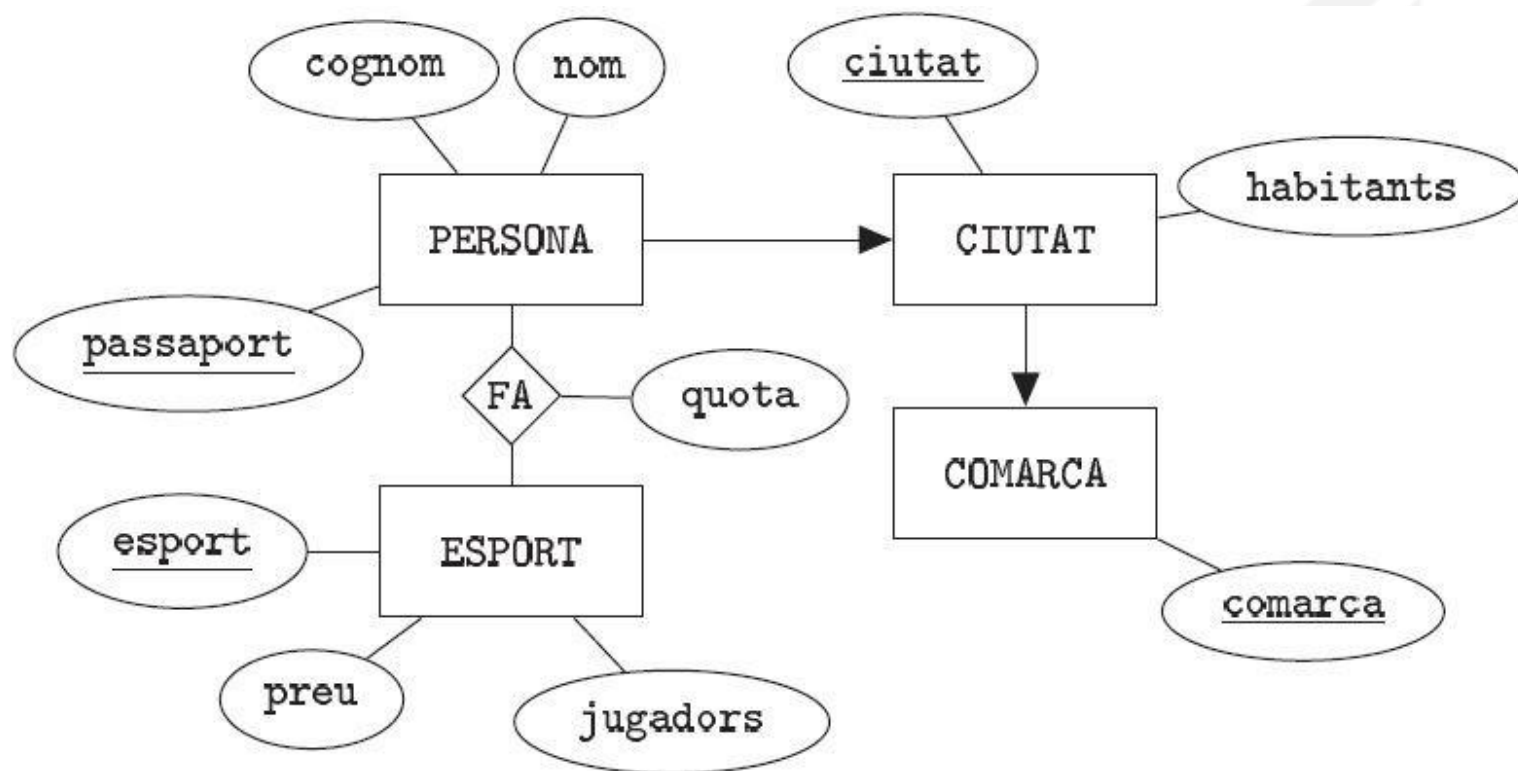 cognom
nom
ciutat
habitants
PERSONA
CIUTAT
passaport
FA
quota
COMARCA
esport
ESPORT
comarca
preu
jugadors